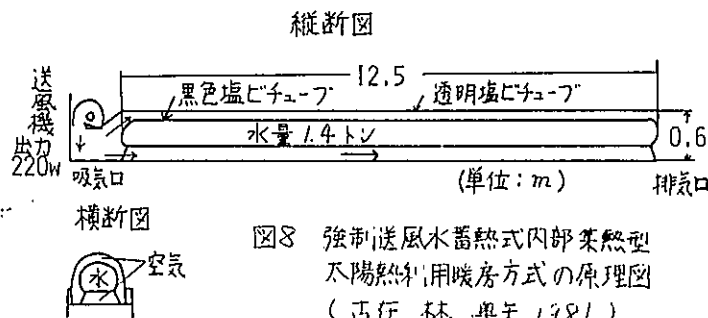 縦断図
12.5
黒色塩ビチューブ
透明塩ビチューブ
送風機
出力
220W
水量1.4トン
0.6
吸気口
(単位:m)
排気口
横断図
空気
水
図8 強制送風水蓄熱式内部集熱型
太陽熱利用暖房方式の原理図
1981)